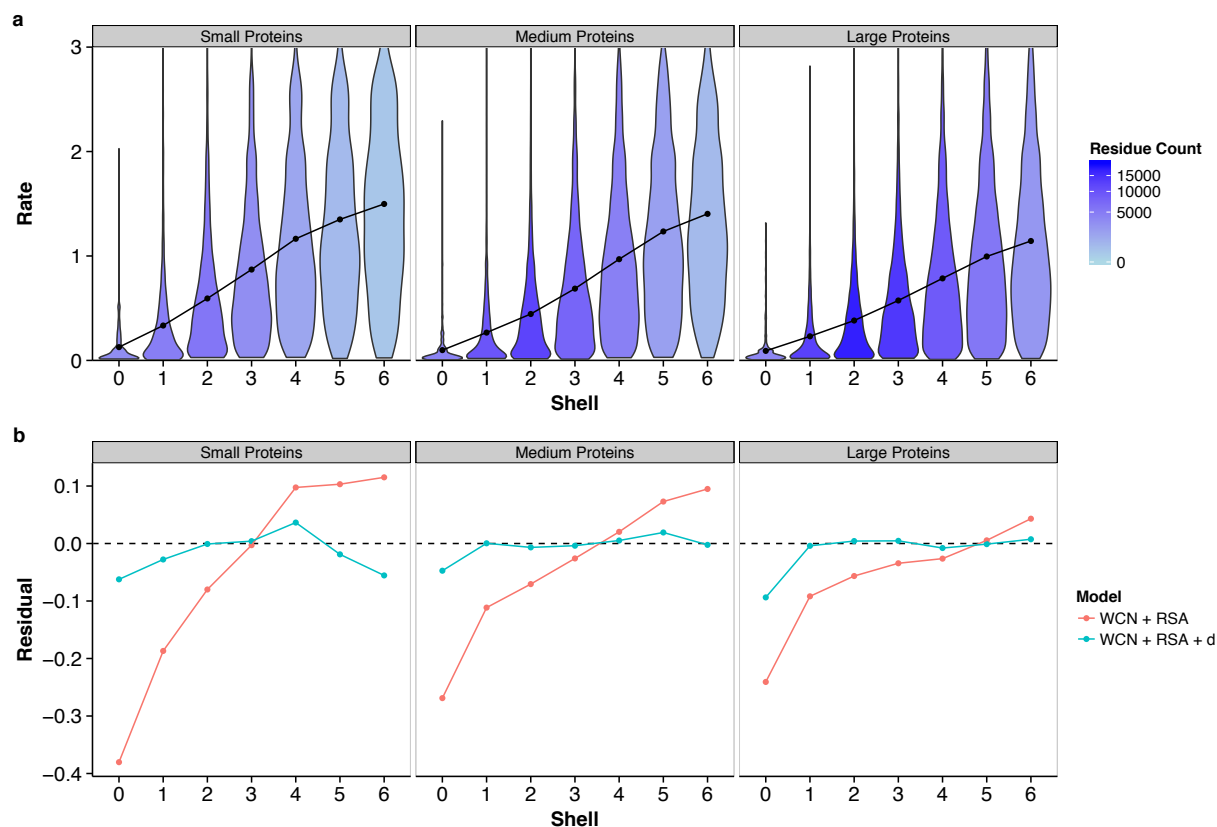 a
Small Proteins Medium Proteins Large Proteins
3
2
1
0
Rate
0 1 2 3 4 5 6 0 1 2 3 4 5 6 0 1 2 3 4 5 6
Shell
Residue Count
15000
10000
5000
0
b
Small Proteins Medium Proteins Large Proteins
0.1
0.0
−0.1
−0.2
−0.3
−0.4
Residual
0 1 2 3 4 5 6 0 1 2 3 4 5 6 0 1 2 3 4 5 6
Shell
Model
WCN + RSA
WCN + RSA + d